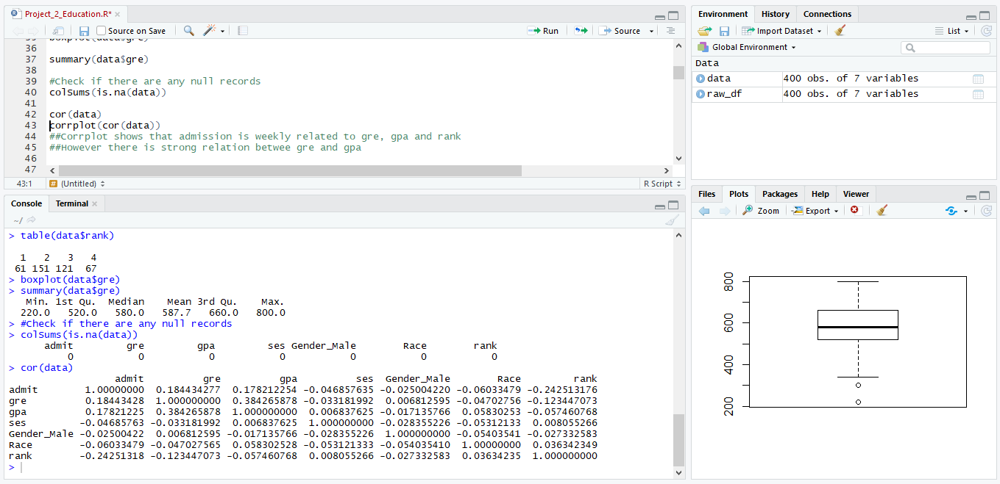 Project_2_Education.R*
Source on Save
Run
Source
36
37 summary(data$gre)
38
39 #Check if there are any null records
40 colSums(is.na(data))
41
42 cor(data)
43 corrplot(cor(data))
44 ##Corrplot shows that admission is weekly related to gre, gpa and rank
45 ##However there is strong relation betwee gre and gpa
46
47
43:1 # (Untitled) R Script
Console Terminal
~/
> table(data$rank)
1 2 3 4
61 151 121 67
> boxplot(data$gre)
> summary(data$gre)
Min. 1st Qu. Median Mean 3rd Qu. Max.
220.0 520.0 580.0 587.7 660.0 800.0
> #Check if there are any null records
> colSums(is.na(data))
admit gre gpa ses Gender_Male Race rank
0 0 0 0 0 0 0
> cor(data)
admit gre gpa ses Gender_Male Race rank
admit 1.00000000 0.184434277 0.178212254 -0.046857635 -0.025004220 -0.06033479 -0.242513176
gre 0.18443428 1.000000000 0.384265878 -0.033181992 0.006812595 -0.04702756 -0.123447073
gpa 0.17821225 0.384265878 1.000000000 0.006837625 -0.017135766 0.05830253 -0.057460768
ses -0.04685763 -0.033181992 0.006837625 1.000000000 -0.028355226 -0.05312133 0.008055266
Gender_Male -0.02500422 0.006812595 -0.017135766 -0.028355226 1.000000000 -0.05403541 -0.027332583
Race -0.06033479 -0.047027565 0.058302528 -0.053121333 -0.054035410 1.00000000 0.036342349
rank -0.24251318 -0.123447073 -0.057460768 0.008055266 -0.027332583 0.03634235 1.000000000
>
Environment History Connections
Import Dataset List
Global Environment
Data
data 400 obs. of 7 variables
raw_df 400 obs. of 7 variables
Files Plots Packages Help Viewer
Zoom Export
800
600
400
200